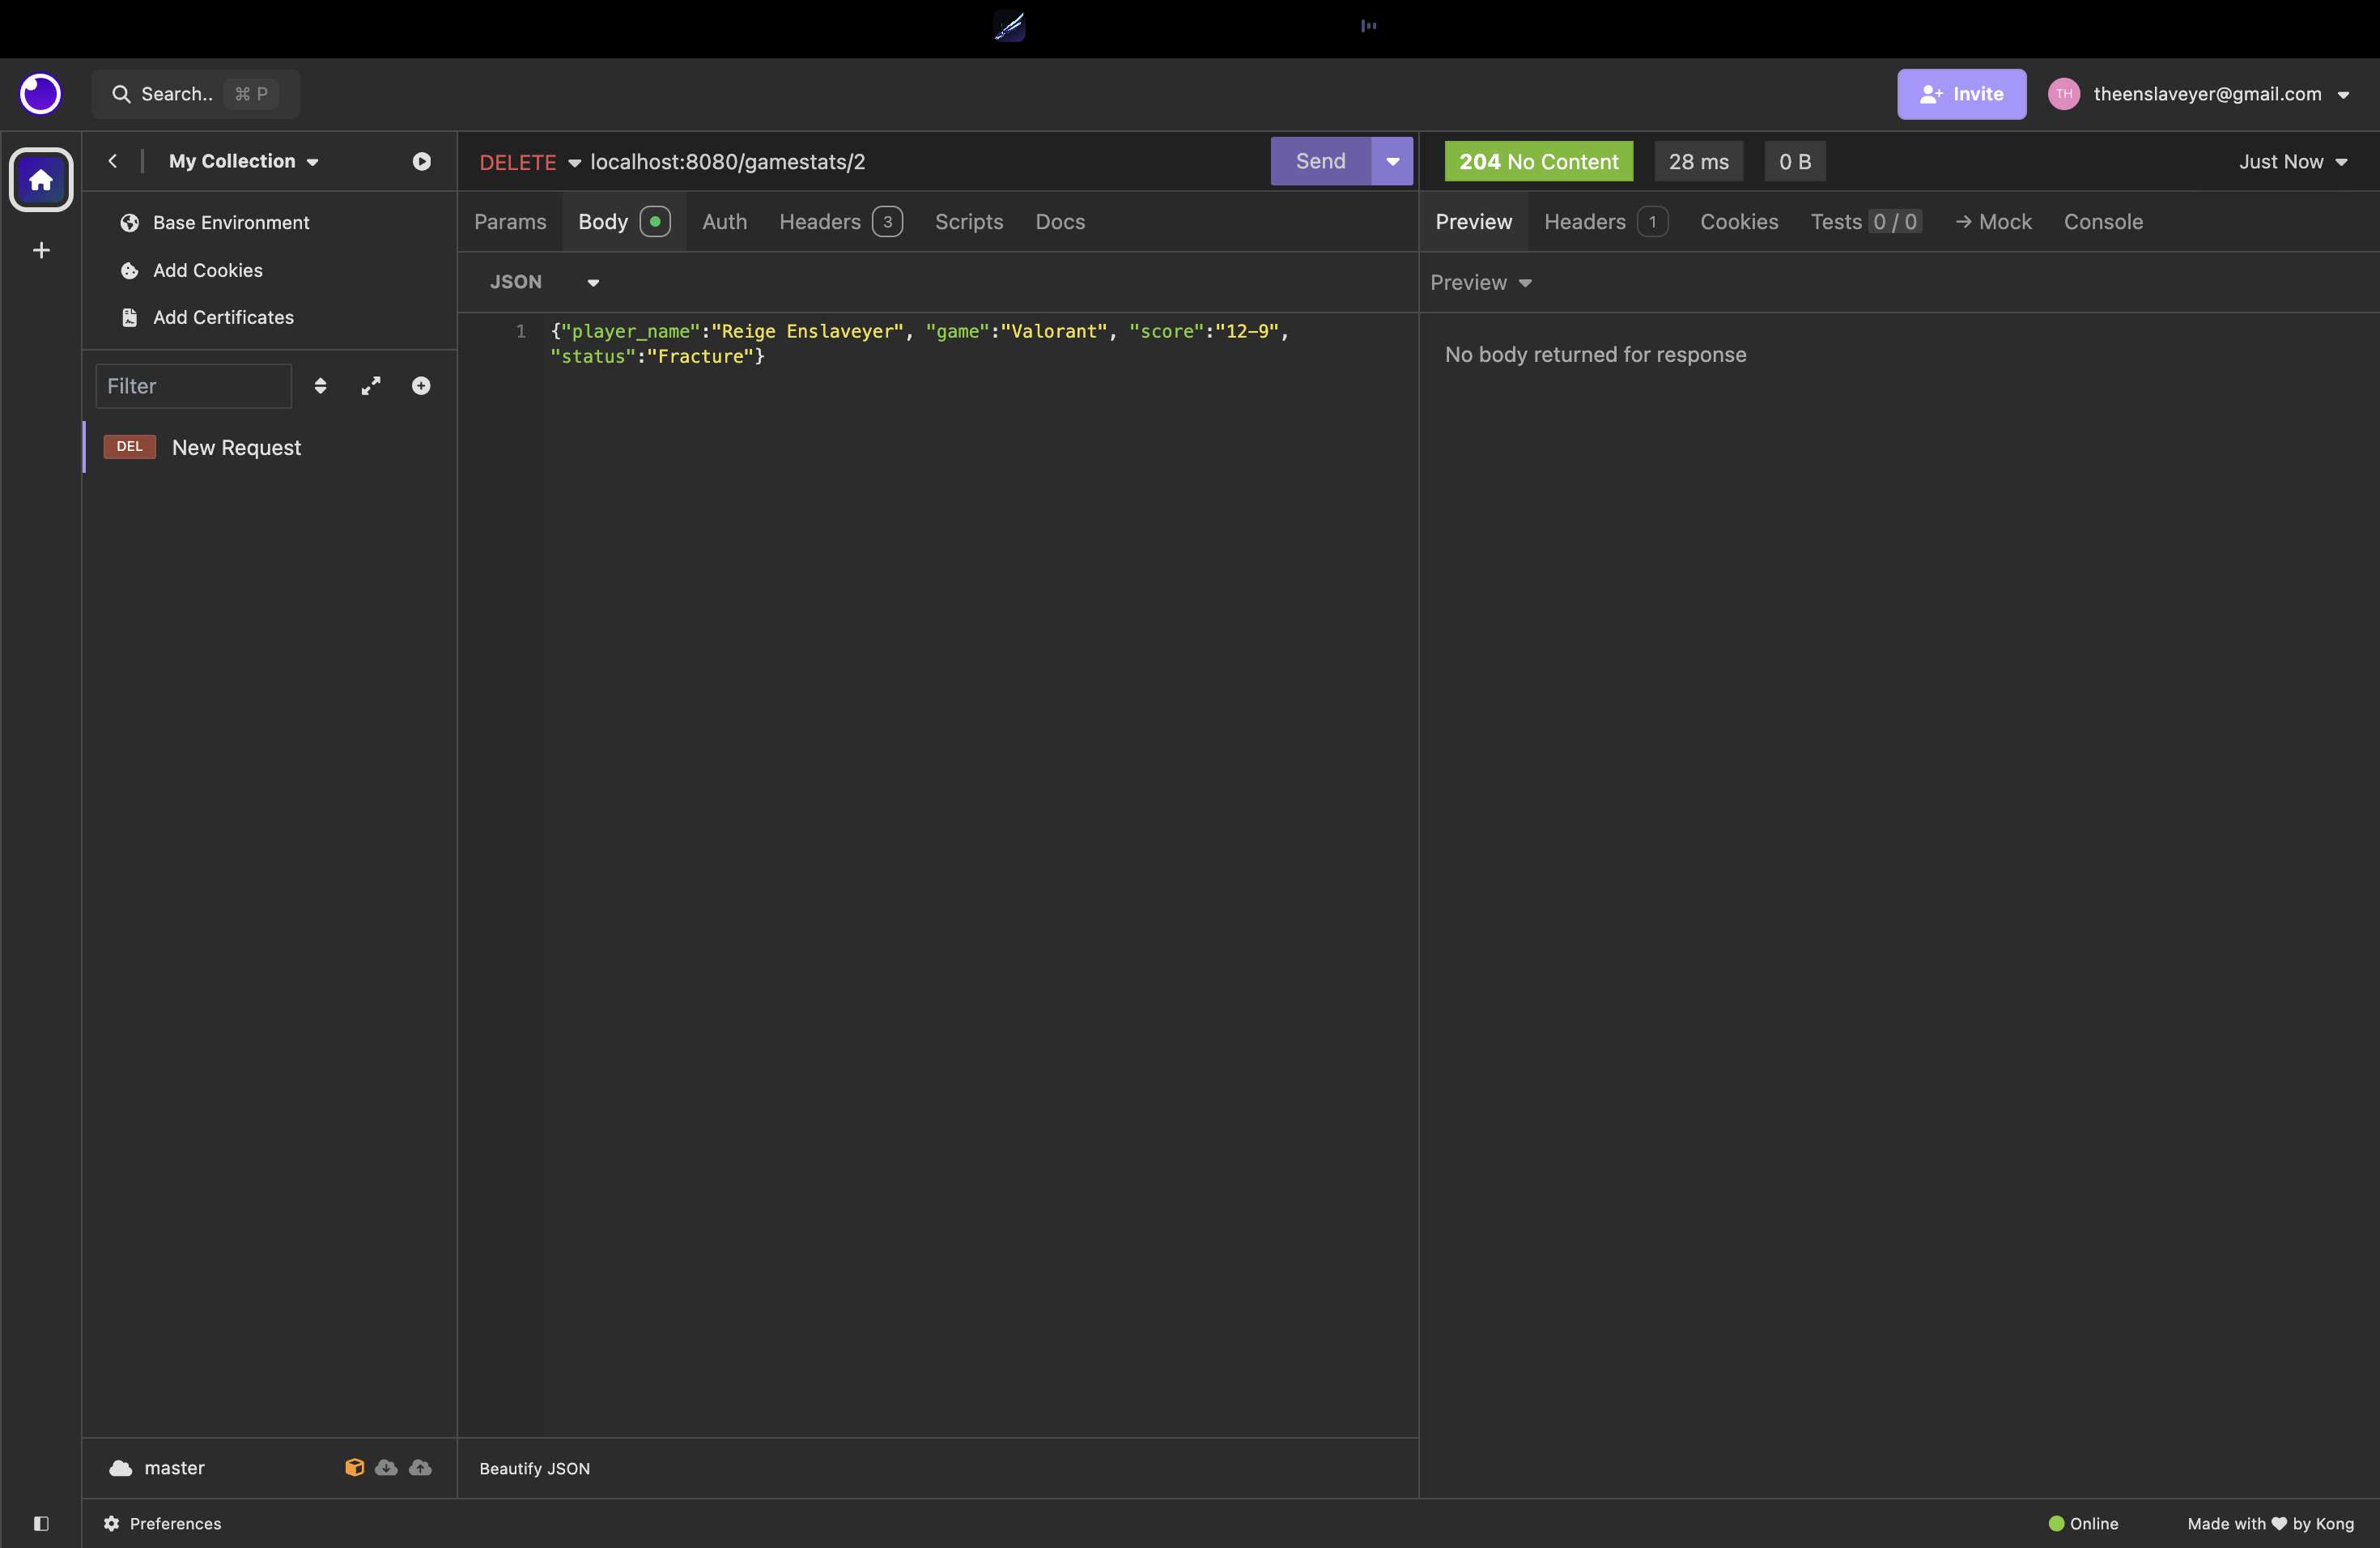 Search.. ⌘ P
Invite
TH theenslaveyer@gmail.com
My Collection
Base Environment
Add Cookies
Add Certificates
Filter
DEL New Request
master
DELETE localhost:8080/gamestats/2 Send
Params Body Auth Headers 3 Scripts Docs
JSON
1 {"player_name":"Reige Enslaveyer", "game":"Valorant", "score":"12-9",
"status":"Fracture"}
Beautify JSON
204 No Content 28 ms 0 B Just Now
Preview Headers 1 Cookies Tests 0 / 0 → Mock Console
Preview
No body returned for response
Preferences
Online
Made with ♥ by Kong